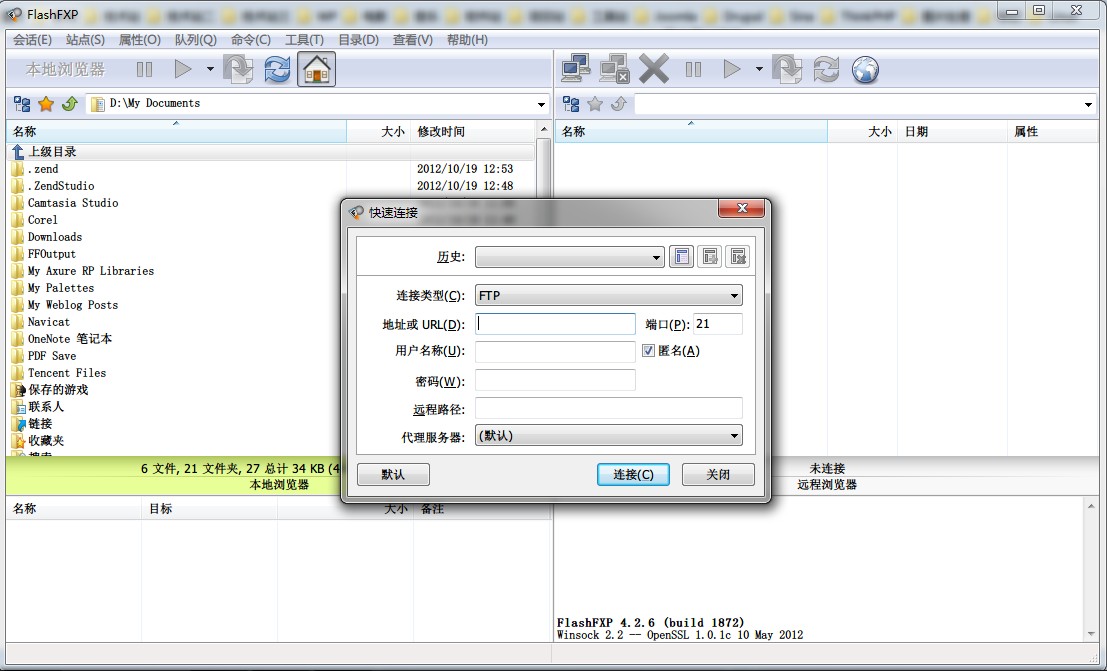 FlashFXP
会话(E) 站点(S) 属性(O) 队列(Q) 命令(C) 工具(T) 目录(D) 查看(V) 帮助(H)
本地浏览器
D:\My Documents
名称 大小 修改时间 名称 大小 日期 属性
上级目录
.zend 2012/10/19 12:53
.ZendStudio 2012/10/19 12:48
Camtasia Studio
Corel
Downloads
FFOutput
My Axure RP Libraries
My Palettes
My Weblog Posts
Navicat
OneNote 笔记本
PDF Save
Tencent Files
保存的游戏
联系人
链接
收藏夹
快速连接
历史:
连接类型(C): FTP
地址或 URL(D): 端口(P): 21
用户名称(U): 匿名(A)
密码(W):
远程路径:
代理服务器: (默认)
默认 连接(C) 关闭
6 文件, 21 文件夹, 27 总计 34 KB (4 未连接
本地浏览器 远程浏览器
名称 目标 大小 备注
FlashFXP 4.2.6 (build 1872)
Winsock 2.2 -- OpenSSL 1.0.1c 10 May 2012